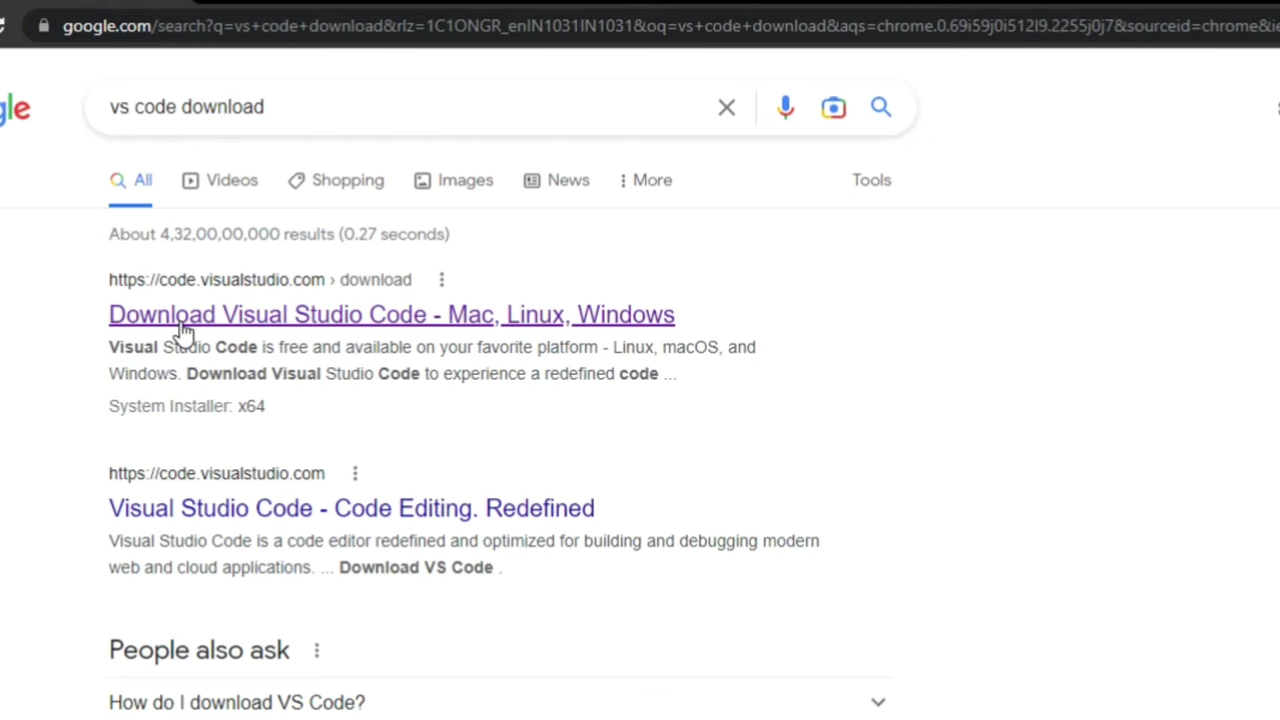 google.com/search?q=vs+code+download&rlz=1C1ONGR_enIN1031IN1031&oq=vs+code+download&aqs=chrome.0.69i59j0i512l9.2255j0j7&sourceid=chrome&ie
gle
vs code download
All Videos Shopping Images News More Tools
About 4,32,00,00,000 results (0.27 seconds)
https://code.visualstudio.com › download
Download Visual Studio Code - Mac, Linux, Windows
Visual Studio Code is free and available on your favorite platform - Linux, macOS, and
Windows. Download Visual Studio Code to experience a redefined code ...
System Installer: x64
https://code.visualstudio.com
Visual Studio Code - Code Editing. Redefined
Visual Studio Code is a code editor redefined and optimized for building and debugging modern
web and cloud applications. ... Download VS Code .
People also ask
How do I download VS Code?